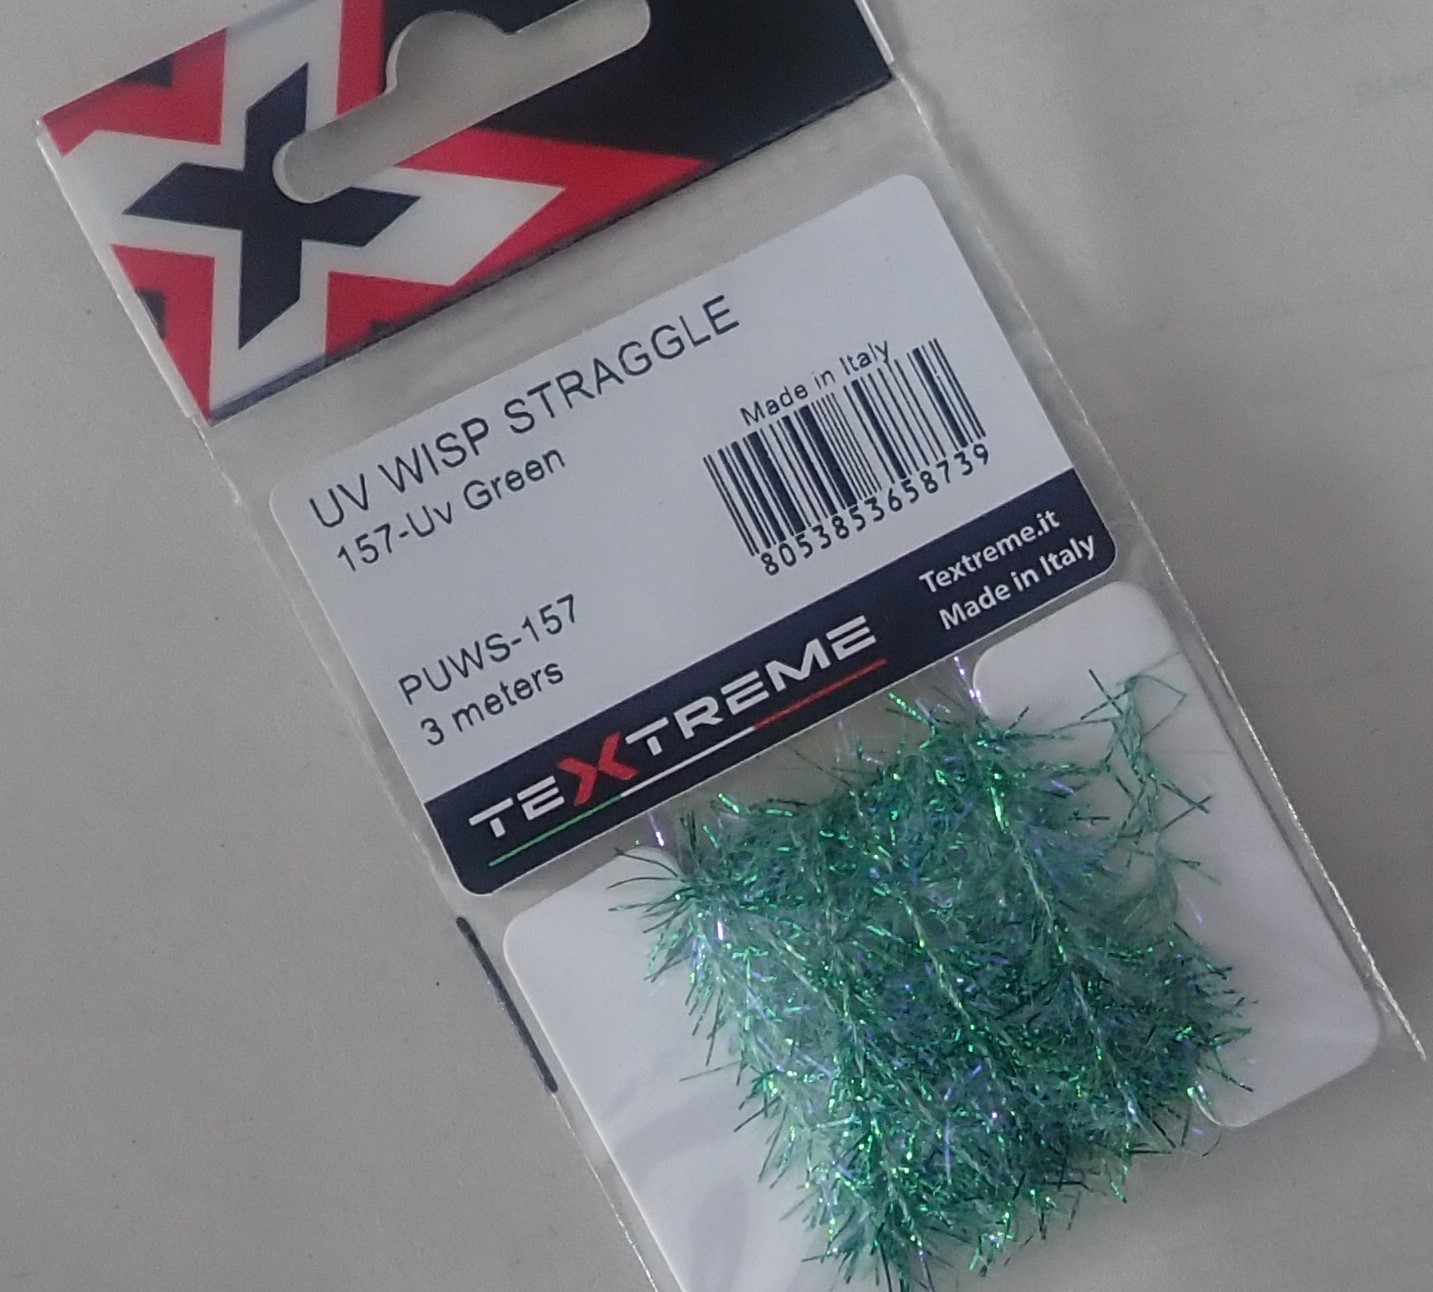 UV WISP STRAGGLE
157-Uv Green
Made in Italy
8053853658739
PUWS-157
3 meters
TEXTREME
Textreme.it
Made in Italy